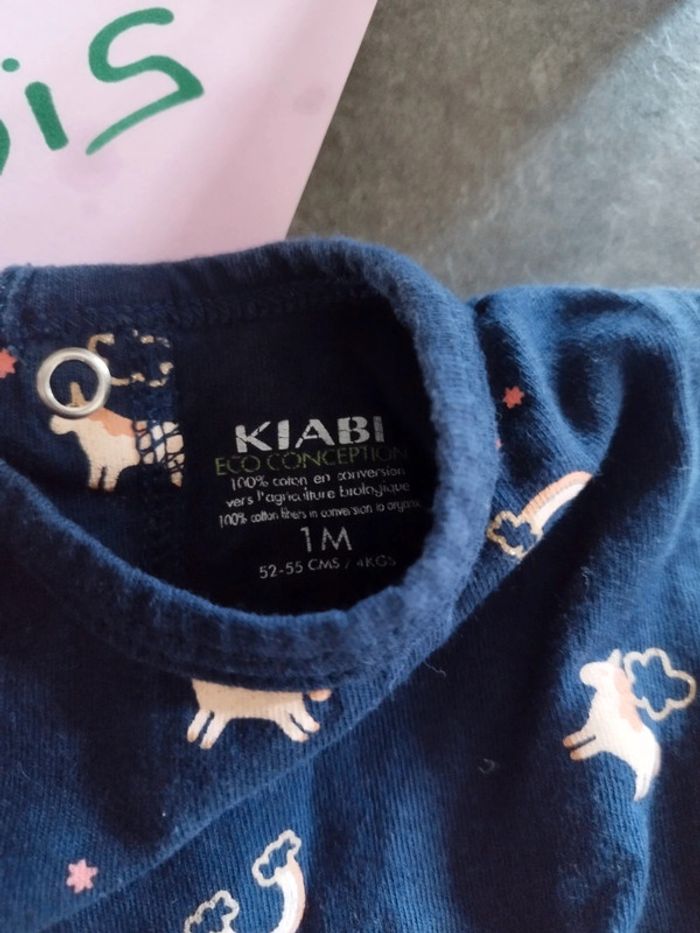 is
KIABI
ECO CONCEPTION
100% coton en conversion
vers l'agriculture biologique
100% cotton fibers in conversion to organic
1M
52-55 CMS / 4KGS